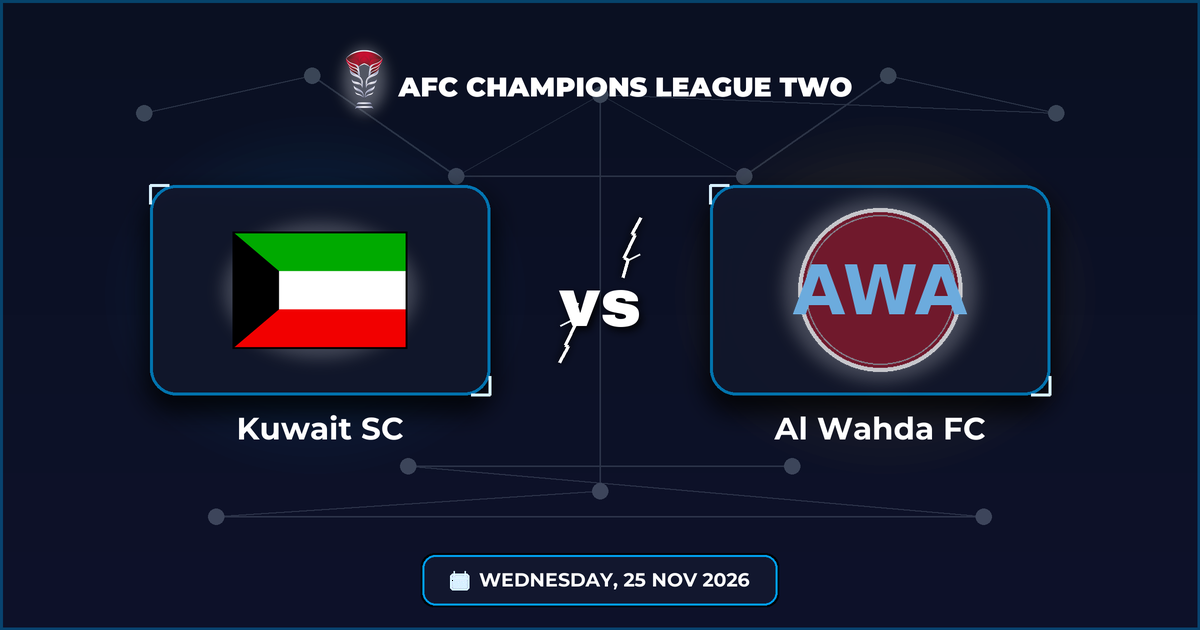 AFC CHAMPIONS LEAGUE TWO
VS
AWA
Kuwait SC
Al Wahda FC
WEDNESDAY, 25 NOV 2026